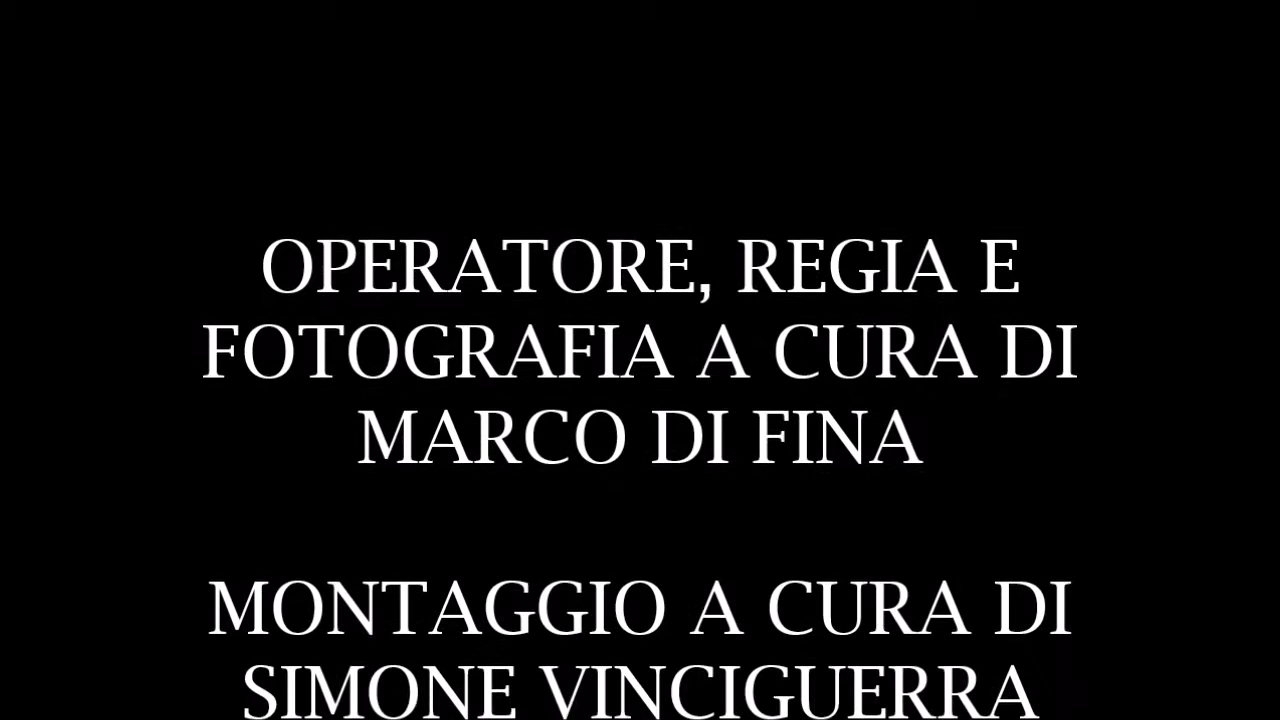 OPERATORE, REGIA E
FOTOGRAFIA A CURA DI
MARCO DI FINA
MONTAGGIO A CURA DI
SIMONE VINCIGUERRA